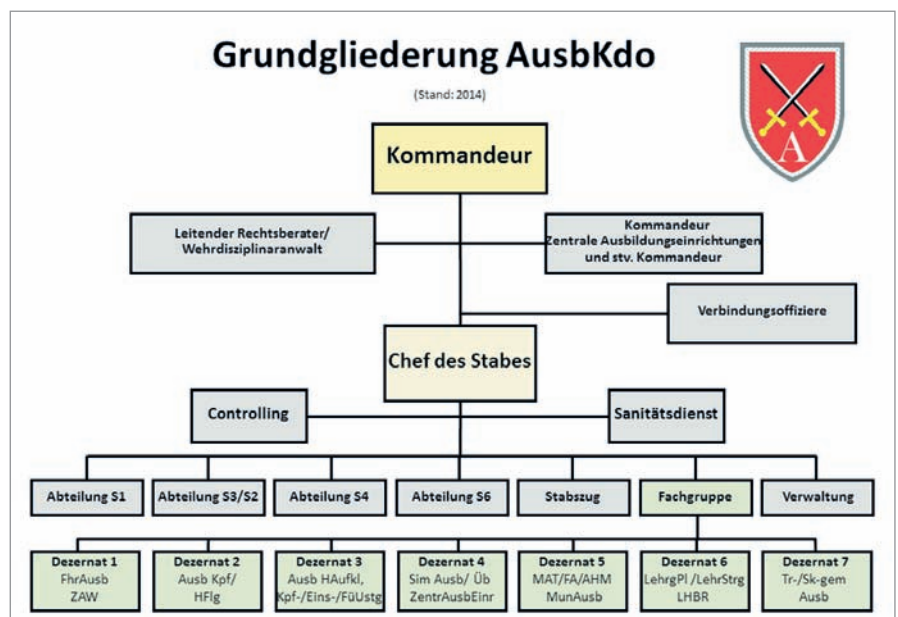 Grundgliederung AusbKdo
(Stand: 2014)
A
Kommandeur
Leitender Rechtsberater/
Wehrdisziplinaranwalt
Kommandeur
Zentrale Ausbildungseinrichtungen
und stv. Kommandeur
Verbindungsoffiziere
Chef des Stabes
Controlling
Sanitätsdienst
Abteilung S1
Abteilung S3/S2
Abteilung S4
Abteilung S6
Stabszug
Fachgruppe
Verwaltung
Dezernat 1
FhrAusb
ZAW
Dezernat 2
Ausb Kpf/
HFlg
Dezernat 3
Ausb HAufkl,
Kpf-/Eins-/FüUstg
Dezernat 4
Sim Ausb/ Üb
ZentrAusbEinr
Dezernat 5
MAT/FA/AHM
MunAusb
Dezernat 6
LehrgPl /LehrStrg
LHBR
Dezernat 7
Tr-/Sk-gem
Ausb